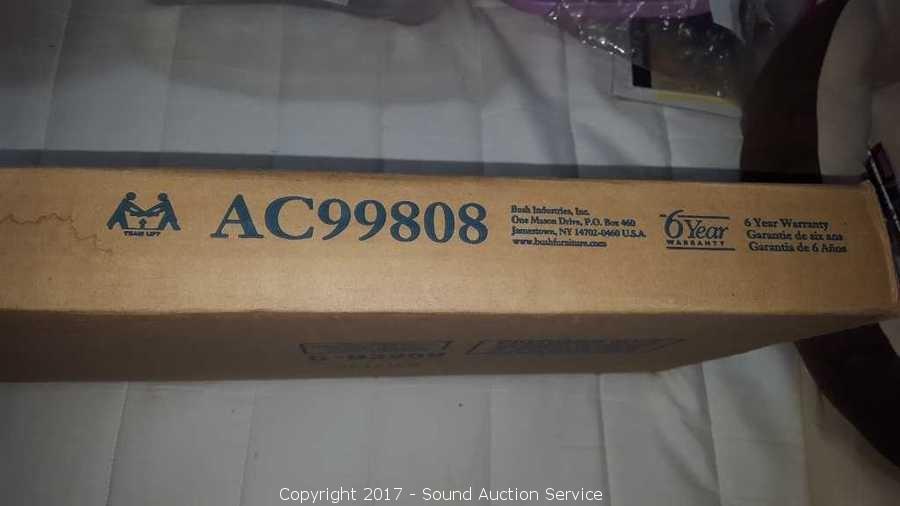 TEAM LIFT
AC99808
Bush Industries, Inc.
One Mason Drive, P.O. Box 460
Jamestown, NY 14702-0460 U.S.A.
www.bushfurniture.com
6 Year
WARRANTY
6 Year Warranty
Garantie de six ans
Garantia de 6 Años
Copyright 2017 - Sound Auction Service